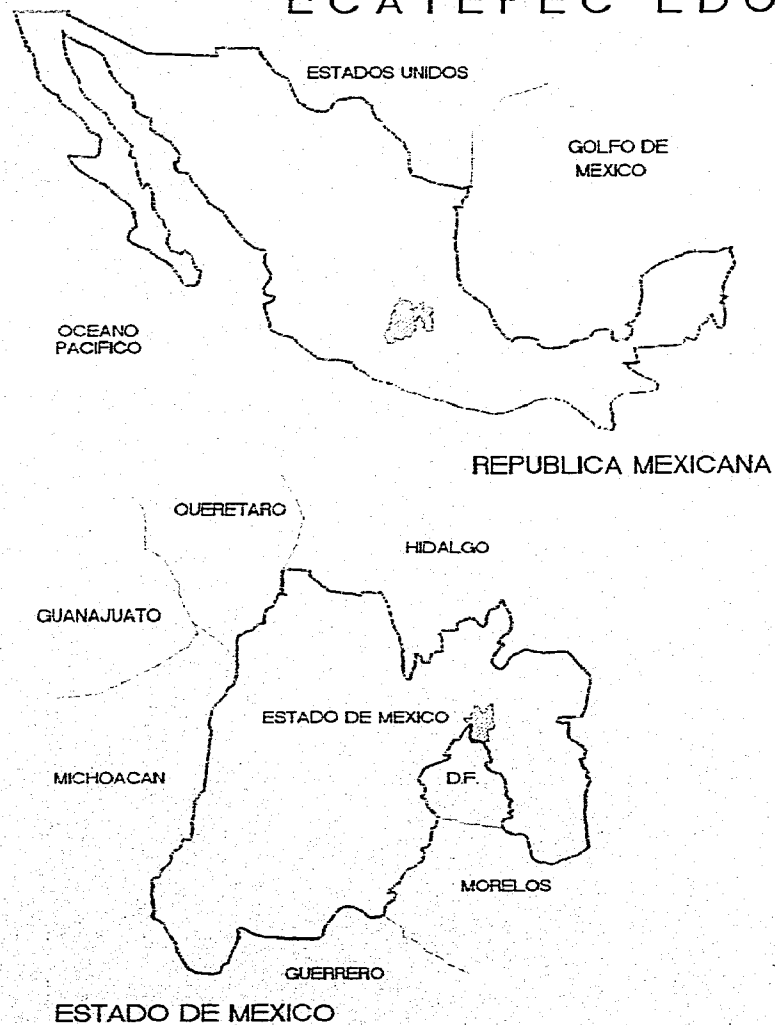 ECATEPEC EDO
ESTADOS UNIDOS
GOLFO DE
MEXICO
OCEANO
PACIFICO
REPUBLICA MEXICANA
QUERETARO
HIDALGO
GUANAJUATO
ESTADO DE MEXICO
MICHOACAN
D.F.
MORELOS
GUERRERO
ESTADO DE MEXICO